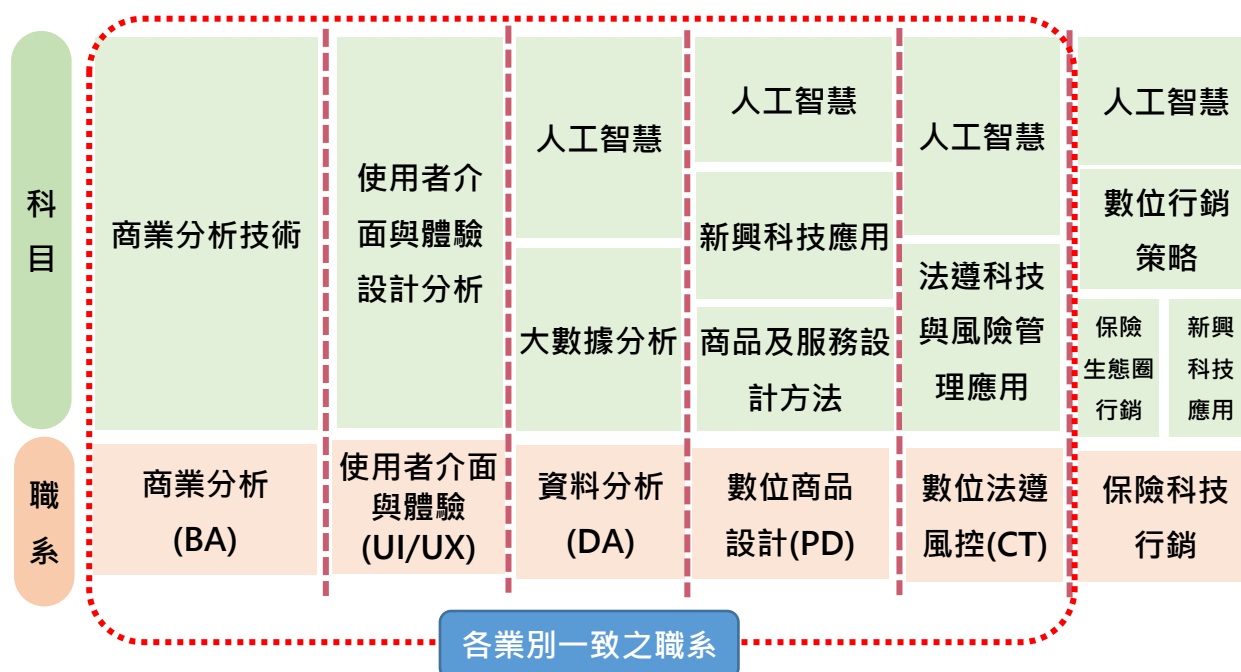 科
目
商業分析技術
使用者介
面與體驗
設計分析
人工智慧
大數據分析
人工智慧
新興科技應用
商品及服務設
計方法
人工智慧
法遵科技
與風險管
理應用
人工智慧
數位行銷
策略
保險
生態圈
行銷
新興
科技
應用
職
系
商業分析
(BA)
使用者介面
與體驗
(UI/UX)
資料分析
(DA)
數位商品
設計(PD)
數位法遵
風控(CT)
保險科技
行銷
各業別一致之職系